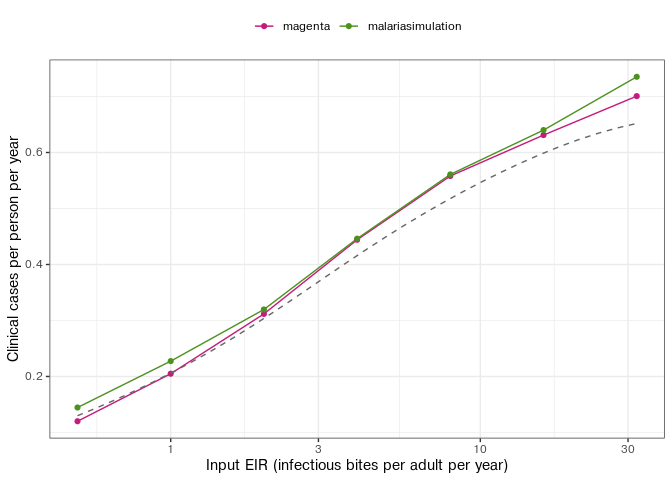 magenta malariasimulation
0.6
0.4
0.2
Clinical cases per person per year
1 3 10 30
Input EIR (infectious bites per adult per year)